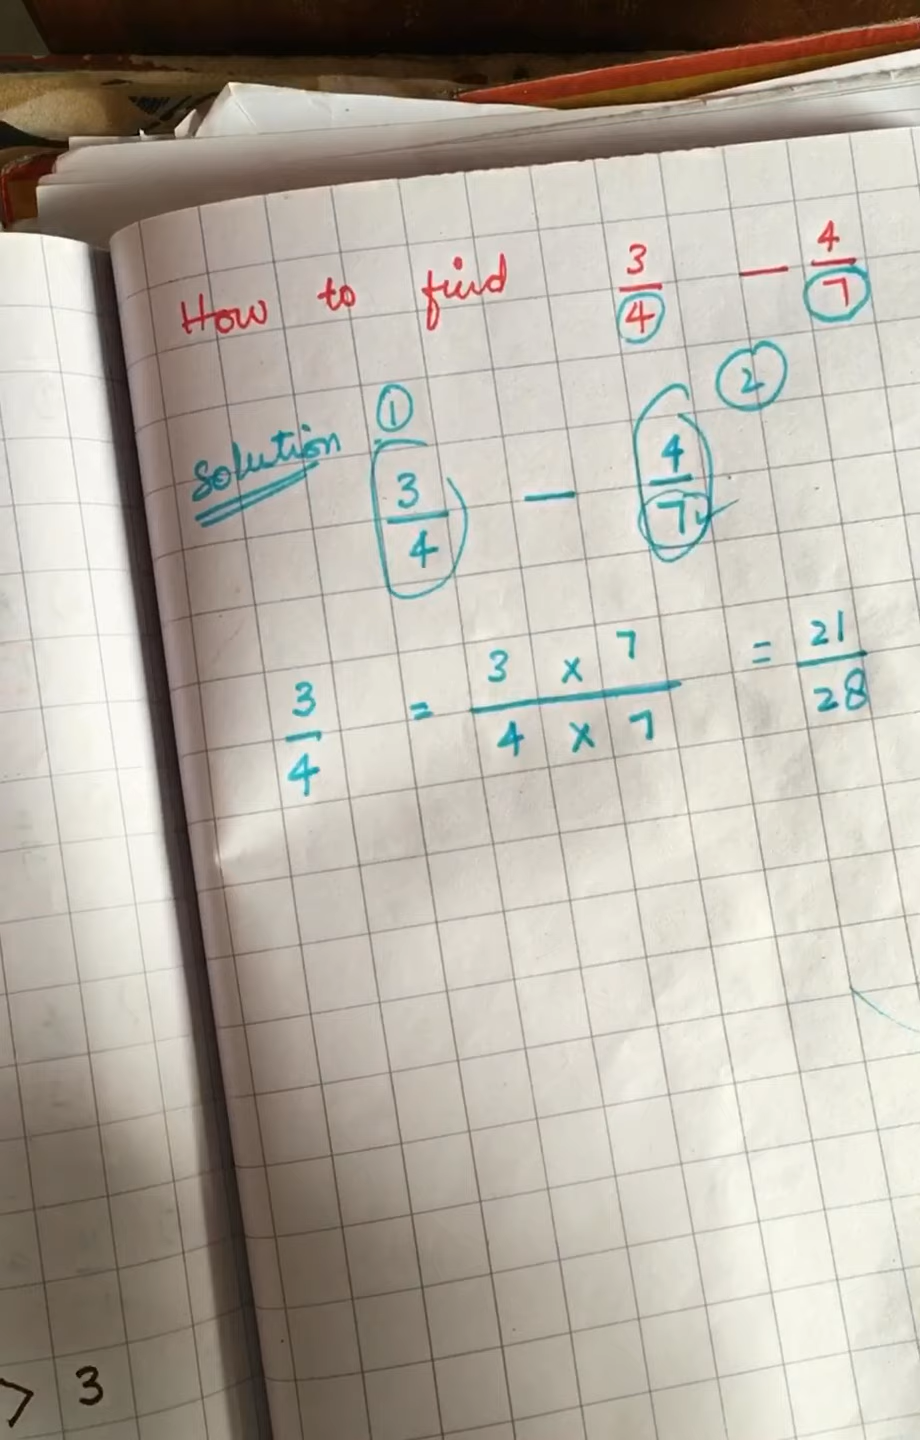 How to find 3/4 — 4/7
Solution ① 3/4 — 4/7 ②
3/4 = 3 x 7 / 4 x 7 = 21/28
> 3